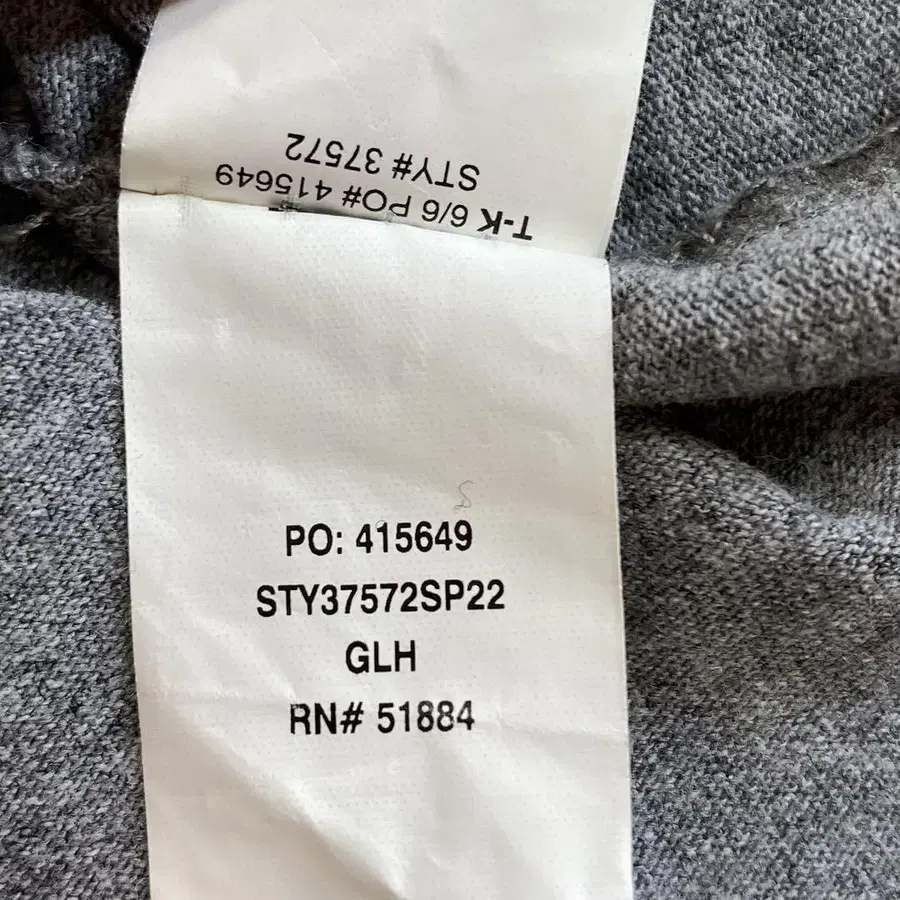 T-K 6/6 PO# 415649
STY# 37572
PO: 415649
STY37572SP22
GLH
RN# 51884